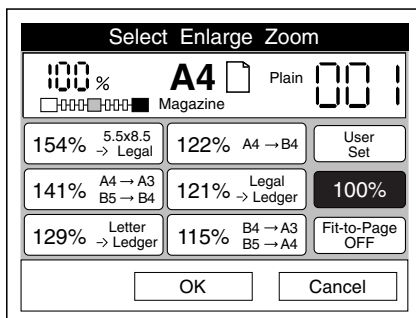 Select Enlarge Zoom
100 % A4 Plain 001
Magazine
154% 5.5x8.5 -> Legal
122% A4 → B4
User Set
141% A4 → A3 B5 → B4
121% Legal -> Ledger
100%
129% Letter -> Ledger
115% B4 → A3 B5 → A4
Fit-to-Page OFF
OK Cancel